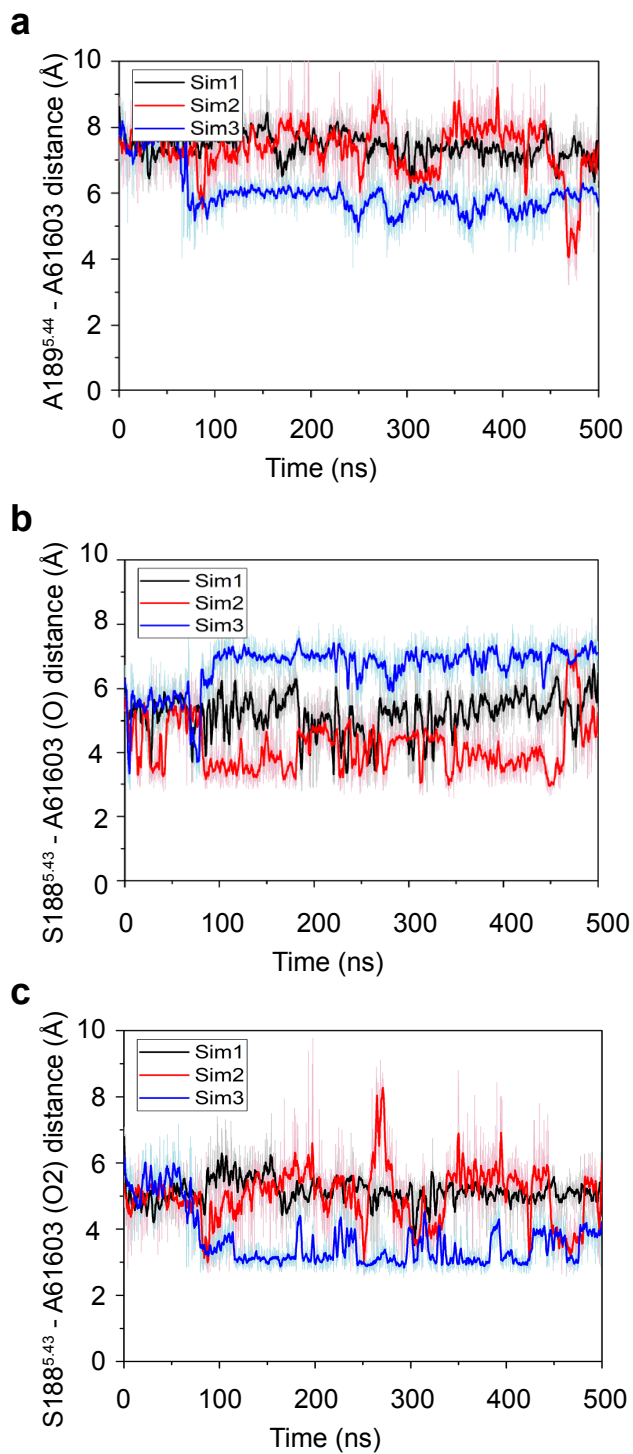 a
10
8
6
4
2
0
A189⁵·⁴⁴ - A61603 distance (Å)
Sim1
Sim2
Sim3
0 100 200 300 400 500
Time (ns)
b
10
8
6
4
2
0
S188⁵·⁴³ - A61603 (O) distance (Å)
Sim1
Sim2
Sim3
0 100 200 300 400 500
Time (ns)
c
10
8
6
4
2
0
S188⁵·⁴³ - A61603 (O2) distance (Å)
Sim1
Sim2
Sim3
0 100 200 300 400 500
Time (ns)